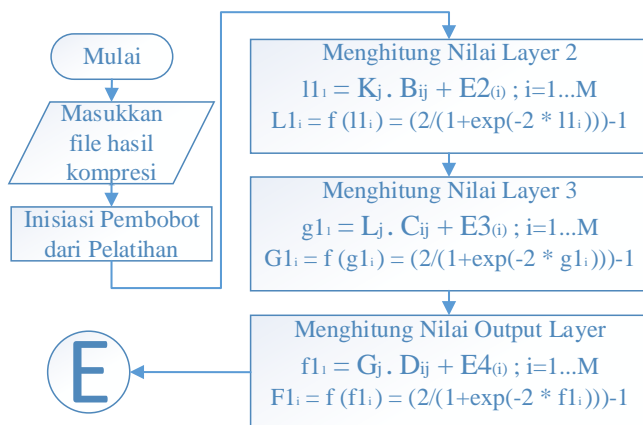 Mulai
Masukkan
file hasil
kompresi
Inisiasi Pembobot
dari Pelatihan
Menghitung Nilai Layer 2
l1₁ = Kⱼ . Bᵢⱼ + E2₍ᵢ₎ ; i=1...M
L1ᵢ = f (l1ᵢ) = (2/(1+exp(-2 * l1ᵢ)))-1
Menghitung Nilai Layer 3
g1₁ = Lⱼ . Cᵢⱼ + E3₍ᵢ₎ ; i=1...M
G1ᵢ = f (g1ᵢ) = (2/(1+exp(-2 * g1ᵢ)))-1
Menghitung Nilai Output Layer
f1₁ = Gⱼ . Dᵢⱼ + E4₍ᵢ₎ ; i=1...M
F1ᵢ = f (f1ᵢ) = (2/(1+exp(-2 * f1ᵢ)))-1
E